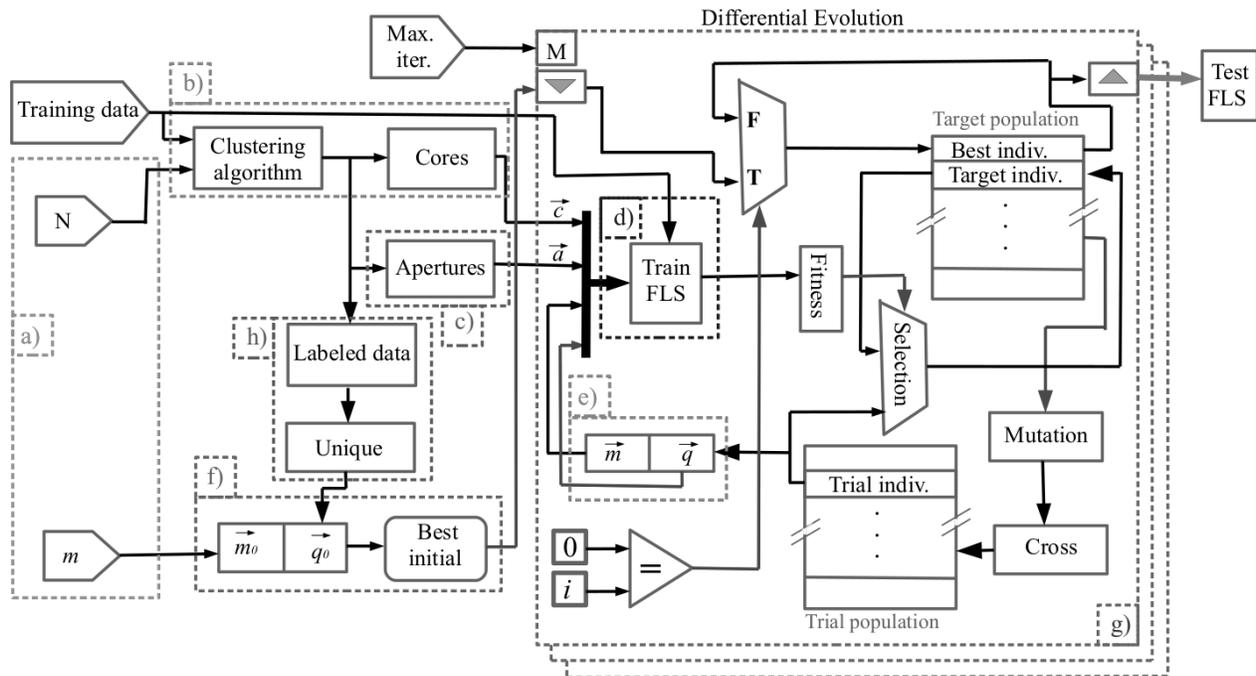 Differential Evolution
Max.
iter.
M
b)
Test
FLS
Training data
F
Target population
Clustering
algorithm
Cores
Best indiv.
T
Target indiv.
N
c
d)
a
Apertures
Train
FLS
Fitness
c)
a)
h)
Labeled data
Selection
e)
Unique
m q
Mutation
f)
Trial indiv.
m
m0 q0
Best
initial
0
=
i
Cross
Trial population
g)